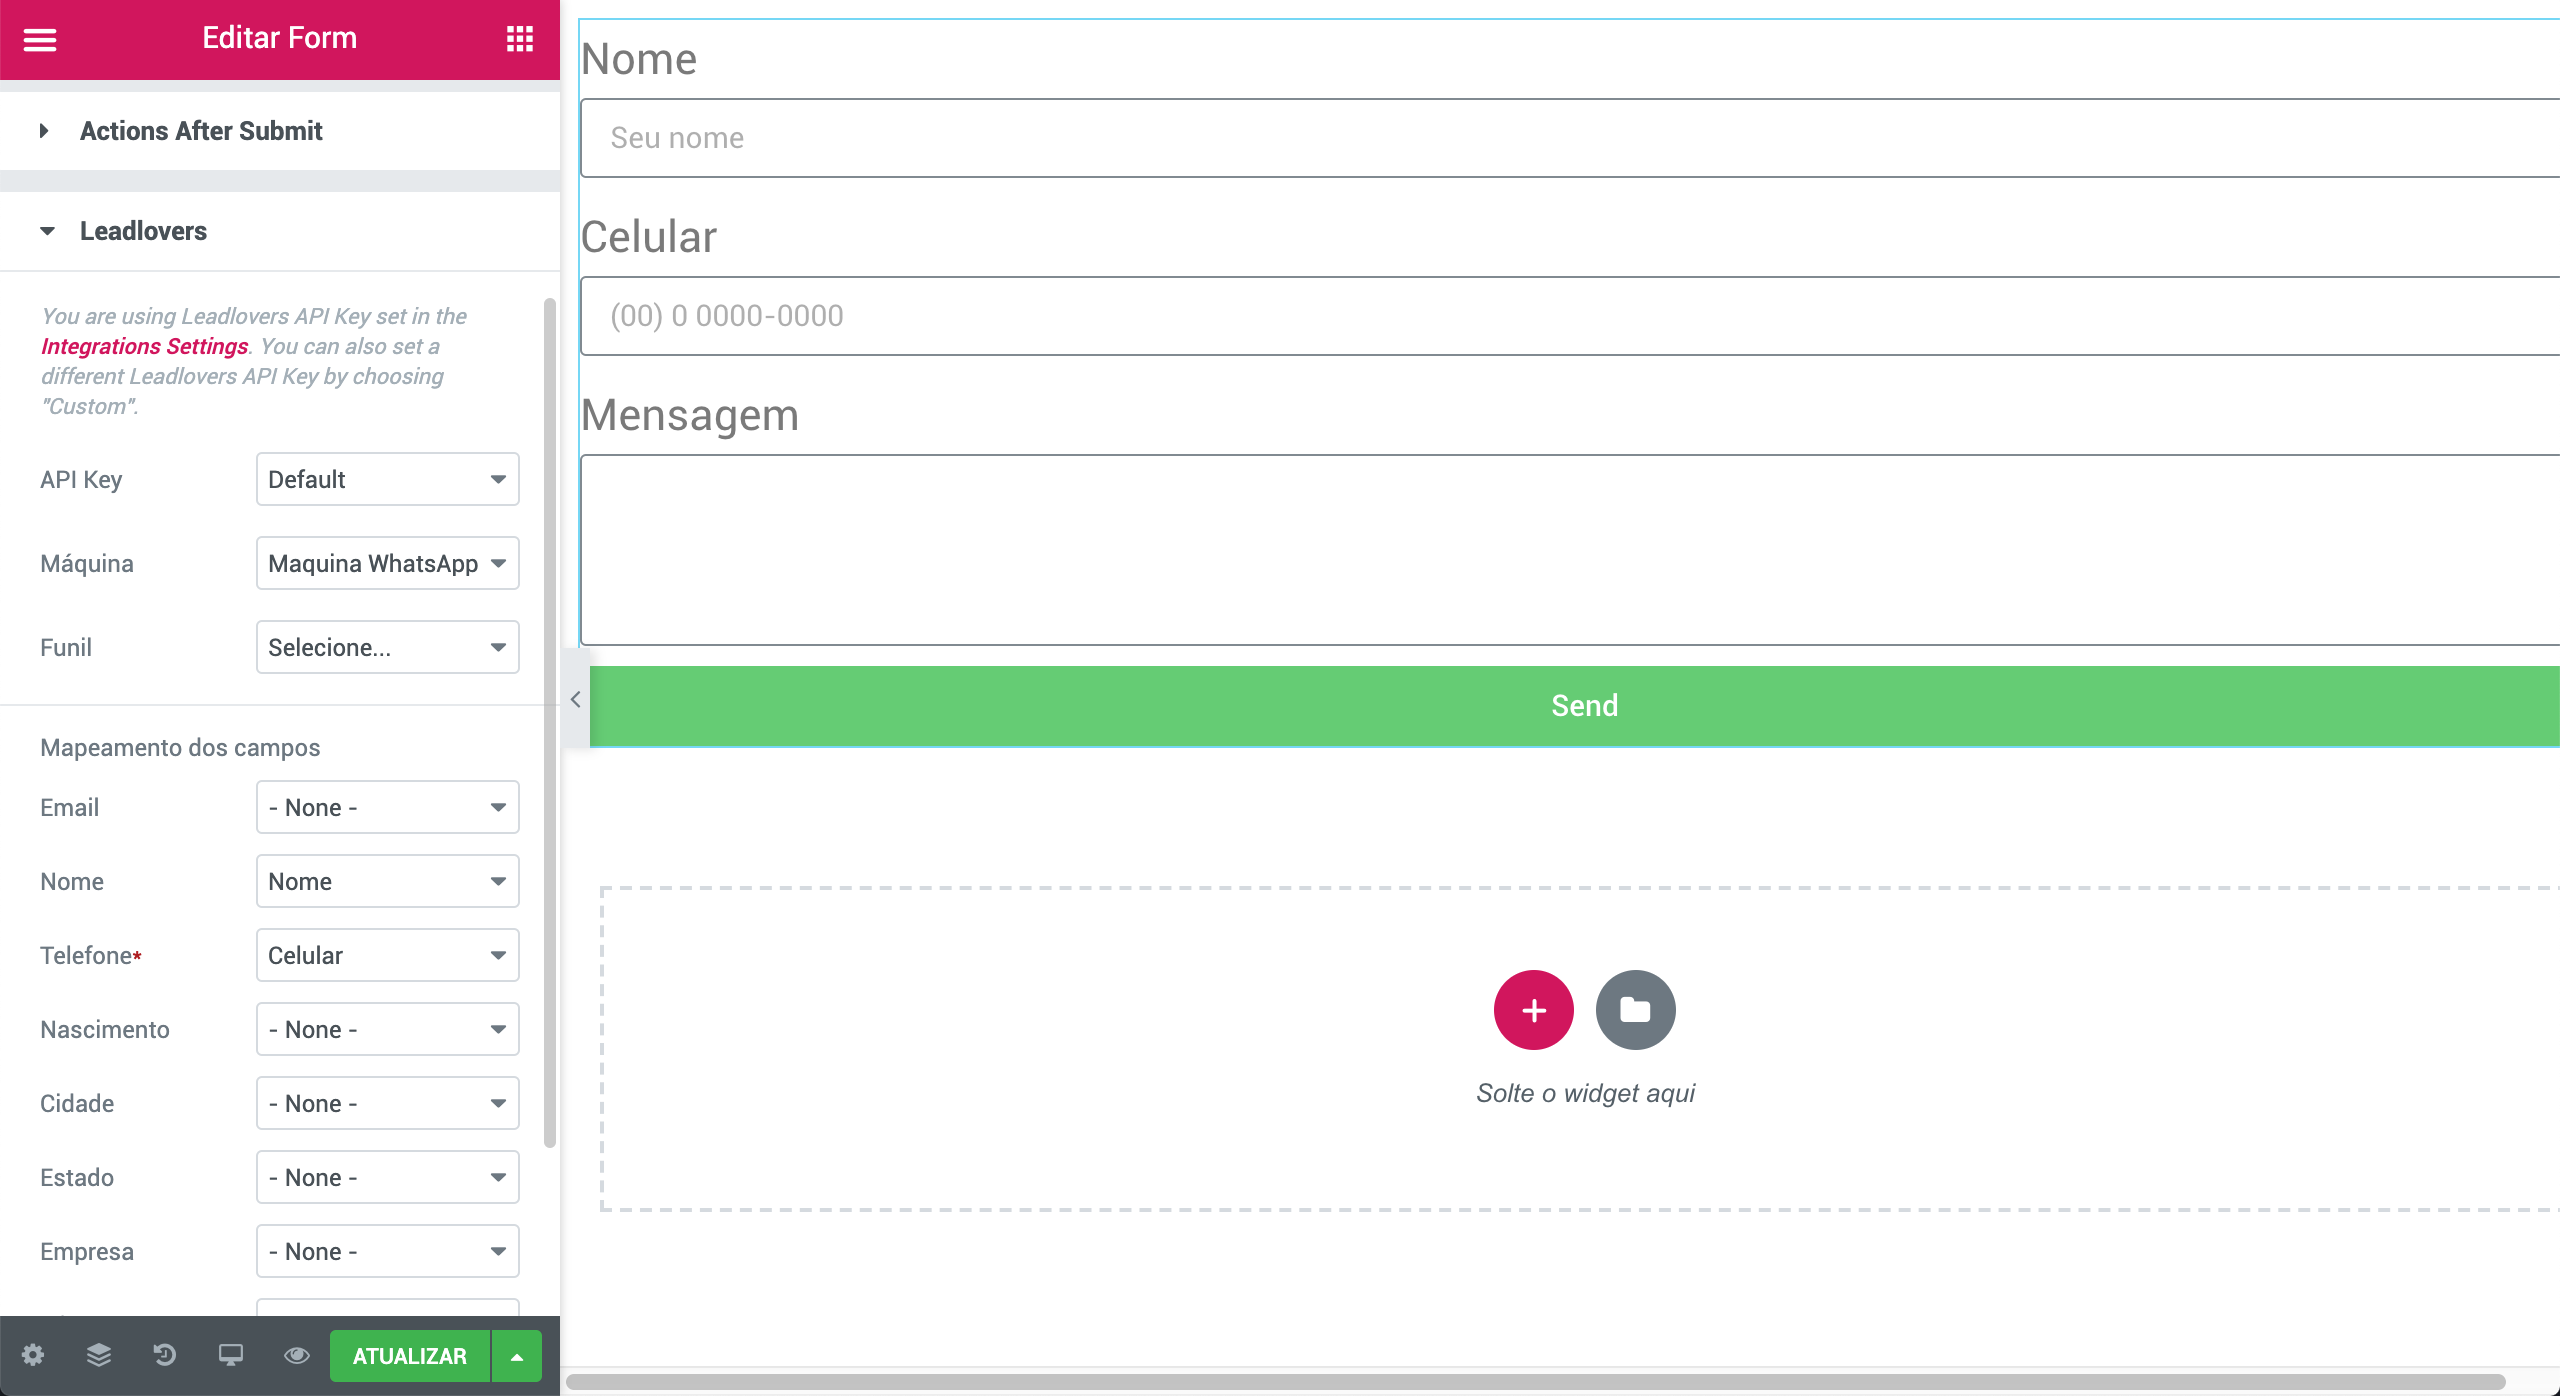 Editar Form
Actions After Submit
Leadlovers
You are using Leadlovers API Key set in the
Integrations Settings. You can also set a
different Leadlovers API Key by choosing
"Custom".
API Key
Default
Máquina
Maquina WhatsApp
Funil
Selecione...
Mapeamento dos campos
Email
- None -
Nome
Nome
Telefone*
Celular
Nascimento
- None -
Cidade
- None -
Estado
- None -
Empresa
- None -
ATUALIZAR
Nome
Seu nome
Celular
(00) 0 0000-0000
Mensagem
Send
Solte o widget aqui